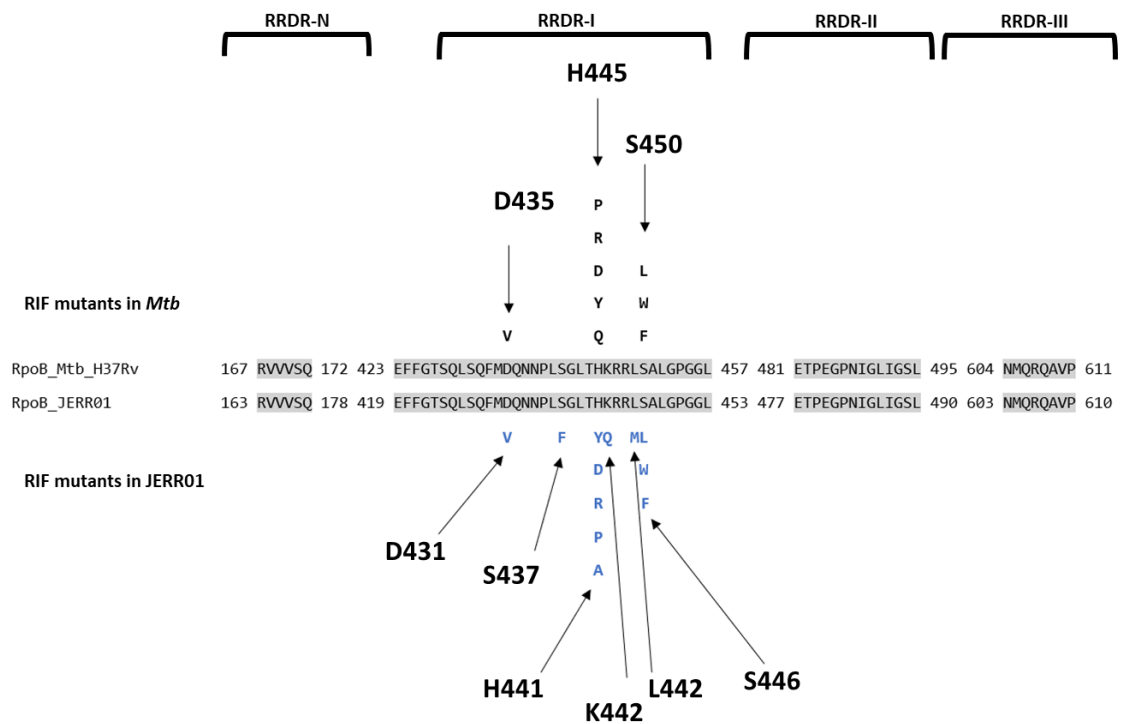 RRDR-N RRDR-I RRDR-II RRDR-III
H445
S450
D435
P
R
D L
RIF mutants in Mtb Y W
V Q F
RpoB_Mtb_H37Rv 167 RVVVSQ 172 423 EFFGTSQLSQFMDQNNPLSGLTHKRRLSALGPGGL 457 481 ETPEGPNIGLIGSL 495 604 NMQRQAVP 611
RpoB_JERR01 163 RVVVSQ 178 419 EFFGTSQLSQFMDQNNPLSGLTHKRRLSALGPGGL 453 477 ETPEGPNIGLIGSL 490 603 NMQRQAVP 610
V F YQ ML
RIF mutants in JERR01 D W
R F
P
D431
A
S437
H441 L442 S446
K442